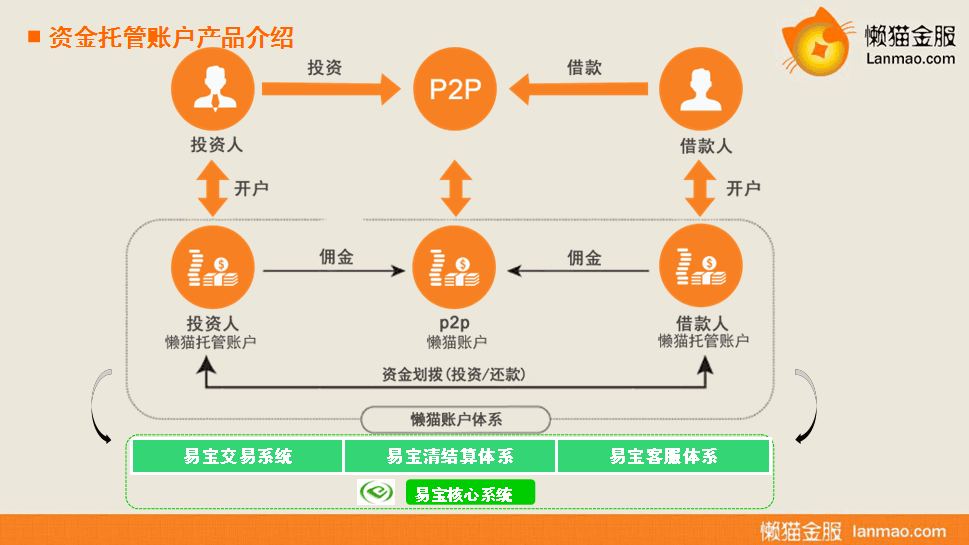 资金托管账户产品介绍
懒猫金服
Lanmao.com
投资
P2P
借款
投资人
借款人
开户
开户
佣金
佣金
投资人
懒猫托管账户
p2p
懒猫账户
借款人
懒猫托管账户
资金划拨(投资/还款)
懒猫账户体系
易宝交易系统
易宝清结算体系
易宝客服体系
易宝核心系统
懒猫金服 lanmao.com